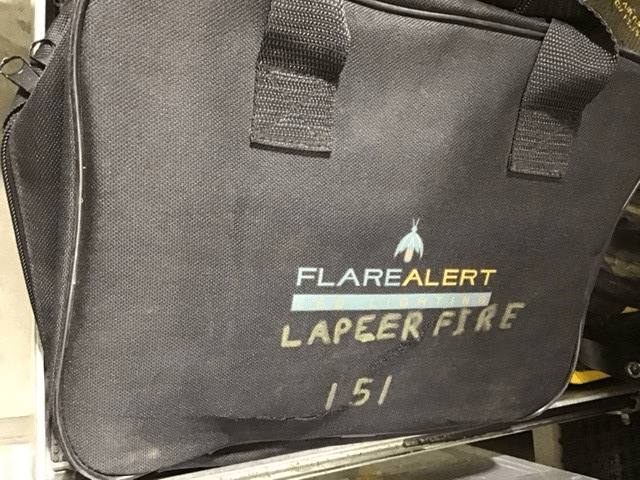 FLAREALERT
LED LIGHTING
LAPEER FIRE
151